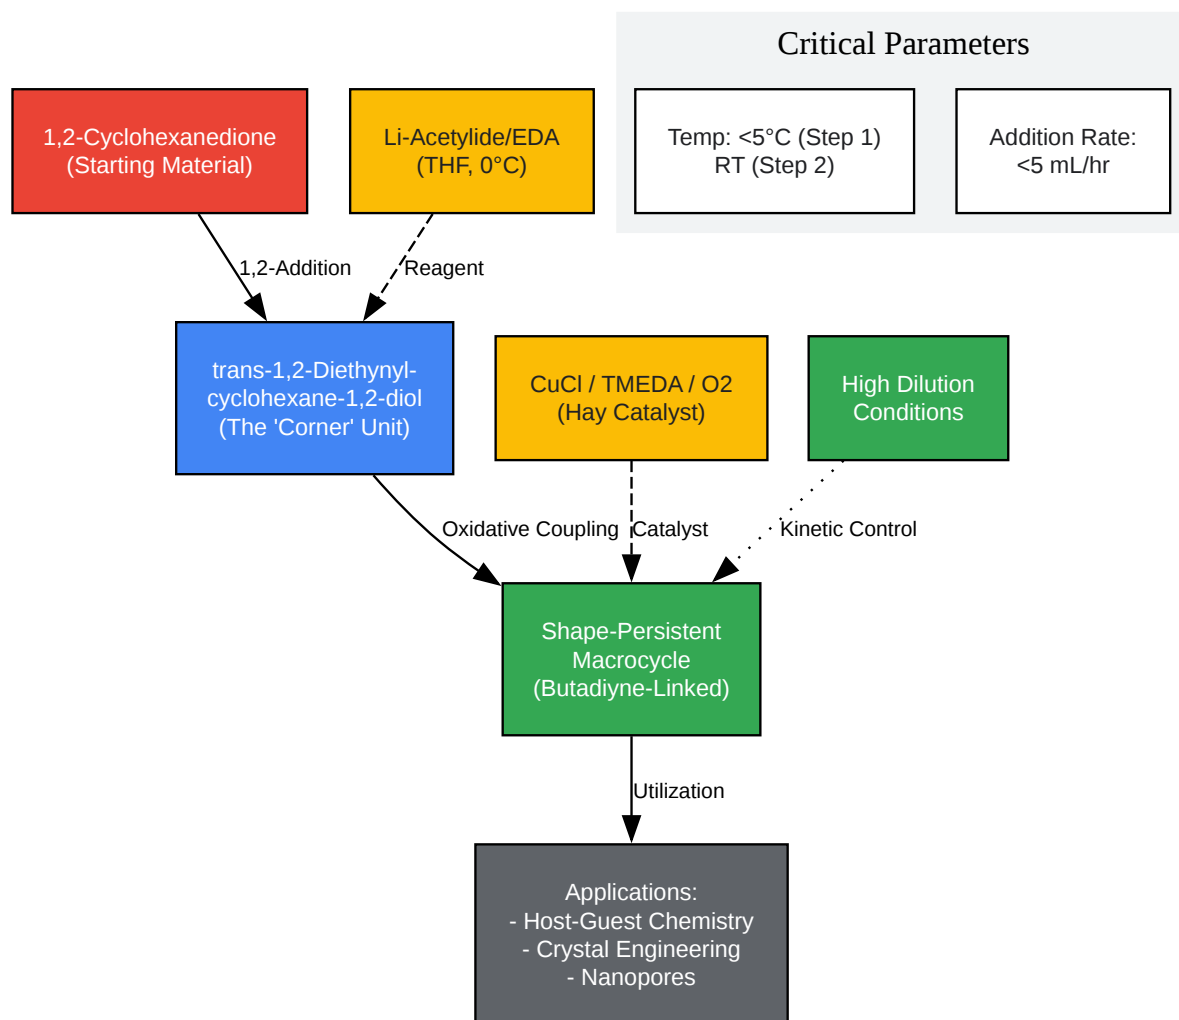 Critical Parameters
1,2-Cyclohexanedione
(Starting Material)
Li-Acetylide/EDA
(THF, 0°C)
Temp: <5°C (Step 1)
RT (Step 2)
Addition Rate:
<5 mL/hr
1,2-Addition
Reagent
trans-1,2-Diethynyl-
cyclohexane-1,2-diol
(The 'Corner' Unit)
CuCl / TMEDA / O2
(Hay Catalyst)
High Dilution
Conditions
Oxidative Coupling
Catalyst
Kinetic Control
Shape-Persistent
Macrocycle
(Butadiyne-Linked)
Utilization
Applications:
- Host-Guest Chemistry
- Crystal Engineering
- Nanopores